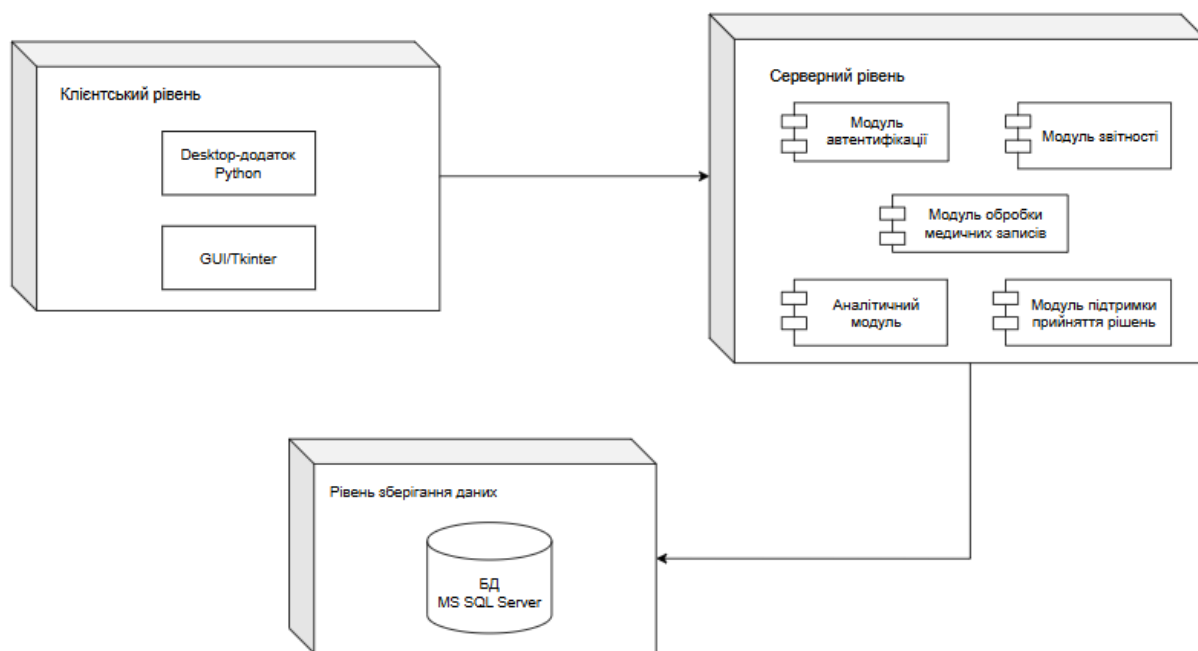 Клієнтський рівень
Desktop-додаток
Python
GUI/Tkinter
Серверний рівень
Модуль
автентифікації
Модуль звітності
Модуль обробки
медичних записів
Аналітичний
модуль
Модуль підтримки
прийняття рішень
Рівень зберігання даних
БД
MS SQL Server